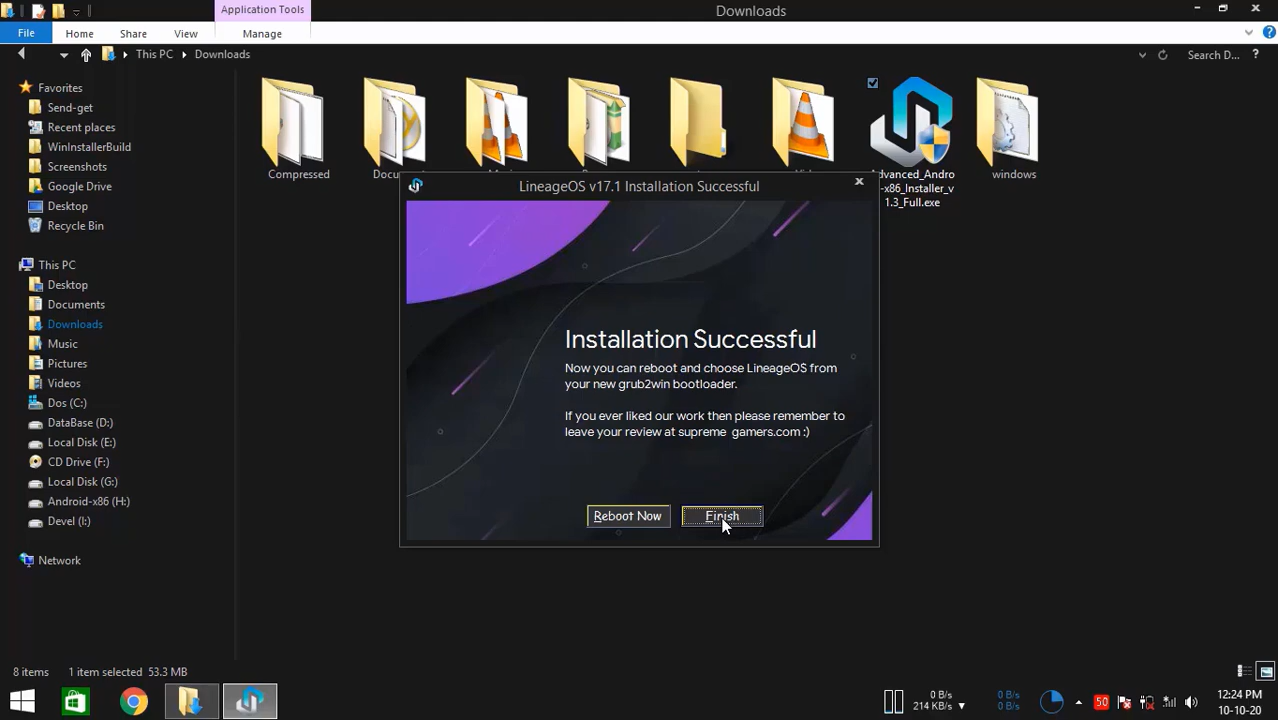 Application Tools
Downloads
File
Home
Share
View
Manage
This PC
Downloads
Search D...
Favorites
Send-get
Recent places
WinInstallerBuild
Screenshots
Google Drive
Desktop
Recycle Bin
This PC
Desktop
Documents
Downloads
Music
Pictures
Videos
Dos (C:)
DataBase (D:)
Local Disk (E:)
CD Drive (F:)
Local Disk (G:)
Android-x86 (H:)
Devel (I:)
Network
Compressed
Advanced_Andro
-x86_Installer_v
1.3_Full.exe
windows
LineageOS v17.1 Installation Successful
Installation Successful
Now you can reboot and choose LineageOS from
your new grub2win bootloader.
If you ever liked our work then please remember to
leave your review at supreme gamers.com :)
Reboot Now
Finish
8 items
1 item selected 53.3 MB
0 B/s
214 KB/s
0 B/s
0 B/s
50
12:24 PM
10-10-20